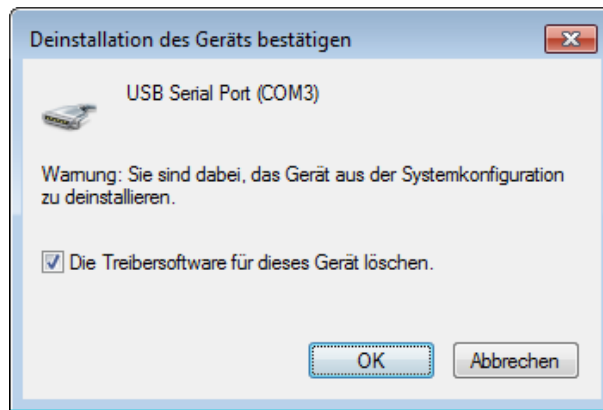 Deinstallation des Geräts bestätigen
USB Serial Port (COM3)
Warnung: Sie sind dabei, das Gerät aus der Systemkonfiguration
zu deinstallieren.
Die Treibersoftware für dieses Gerät löschen.
OK
Abbrechen